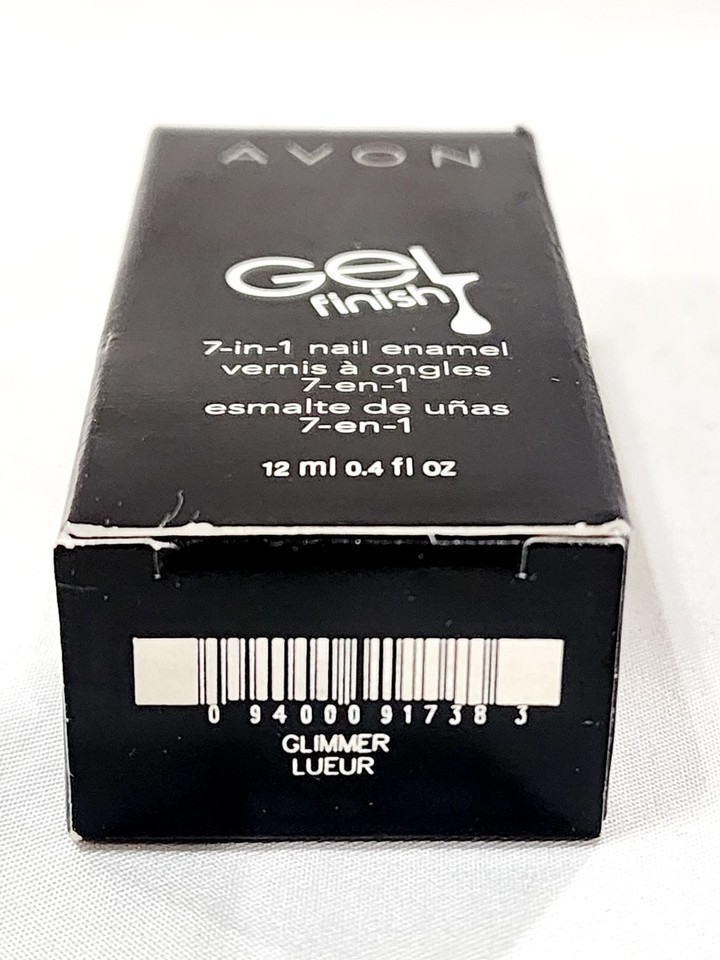 AVON
Gel
finish
7-in-1 nail enamel
vernis à ongles
7-en-1
esmalte de uñas
7-en-1
12 ml 0.4 fl oz
0 94000 91738 3
GLIMMER
LUEUR